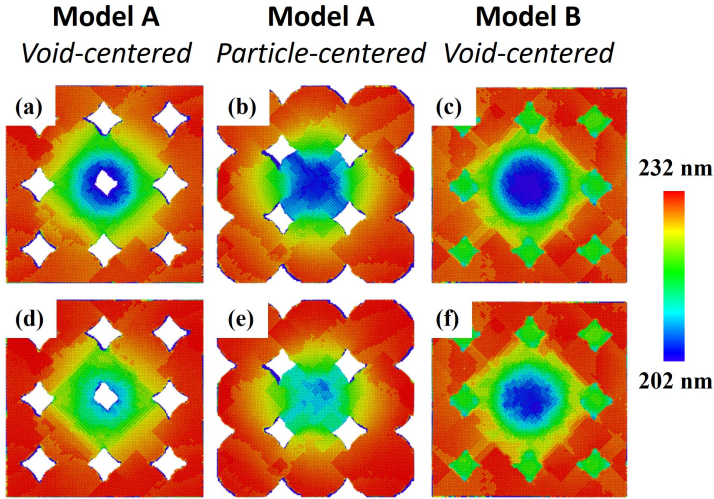 Model A Model A Model B
Void-centered Particle-centered Void-centered
(a) (b) (c)
232 nm
202 nm
(d) (e) (f)